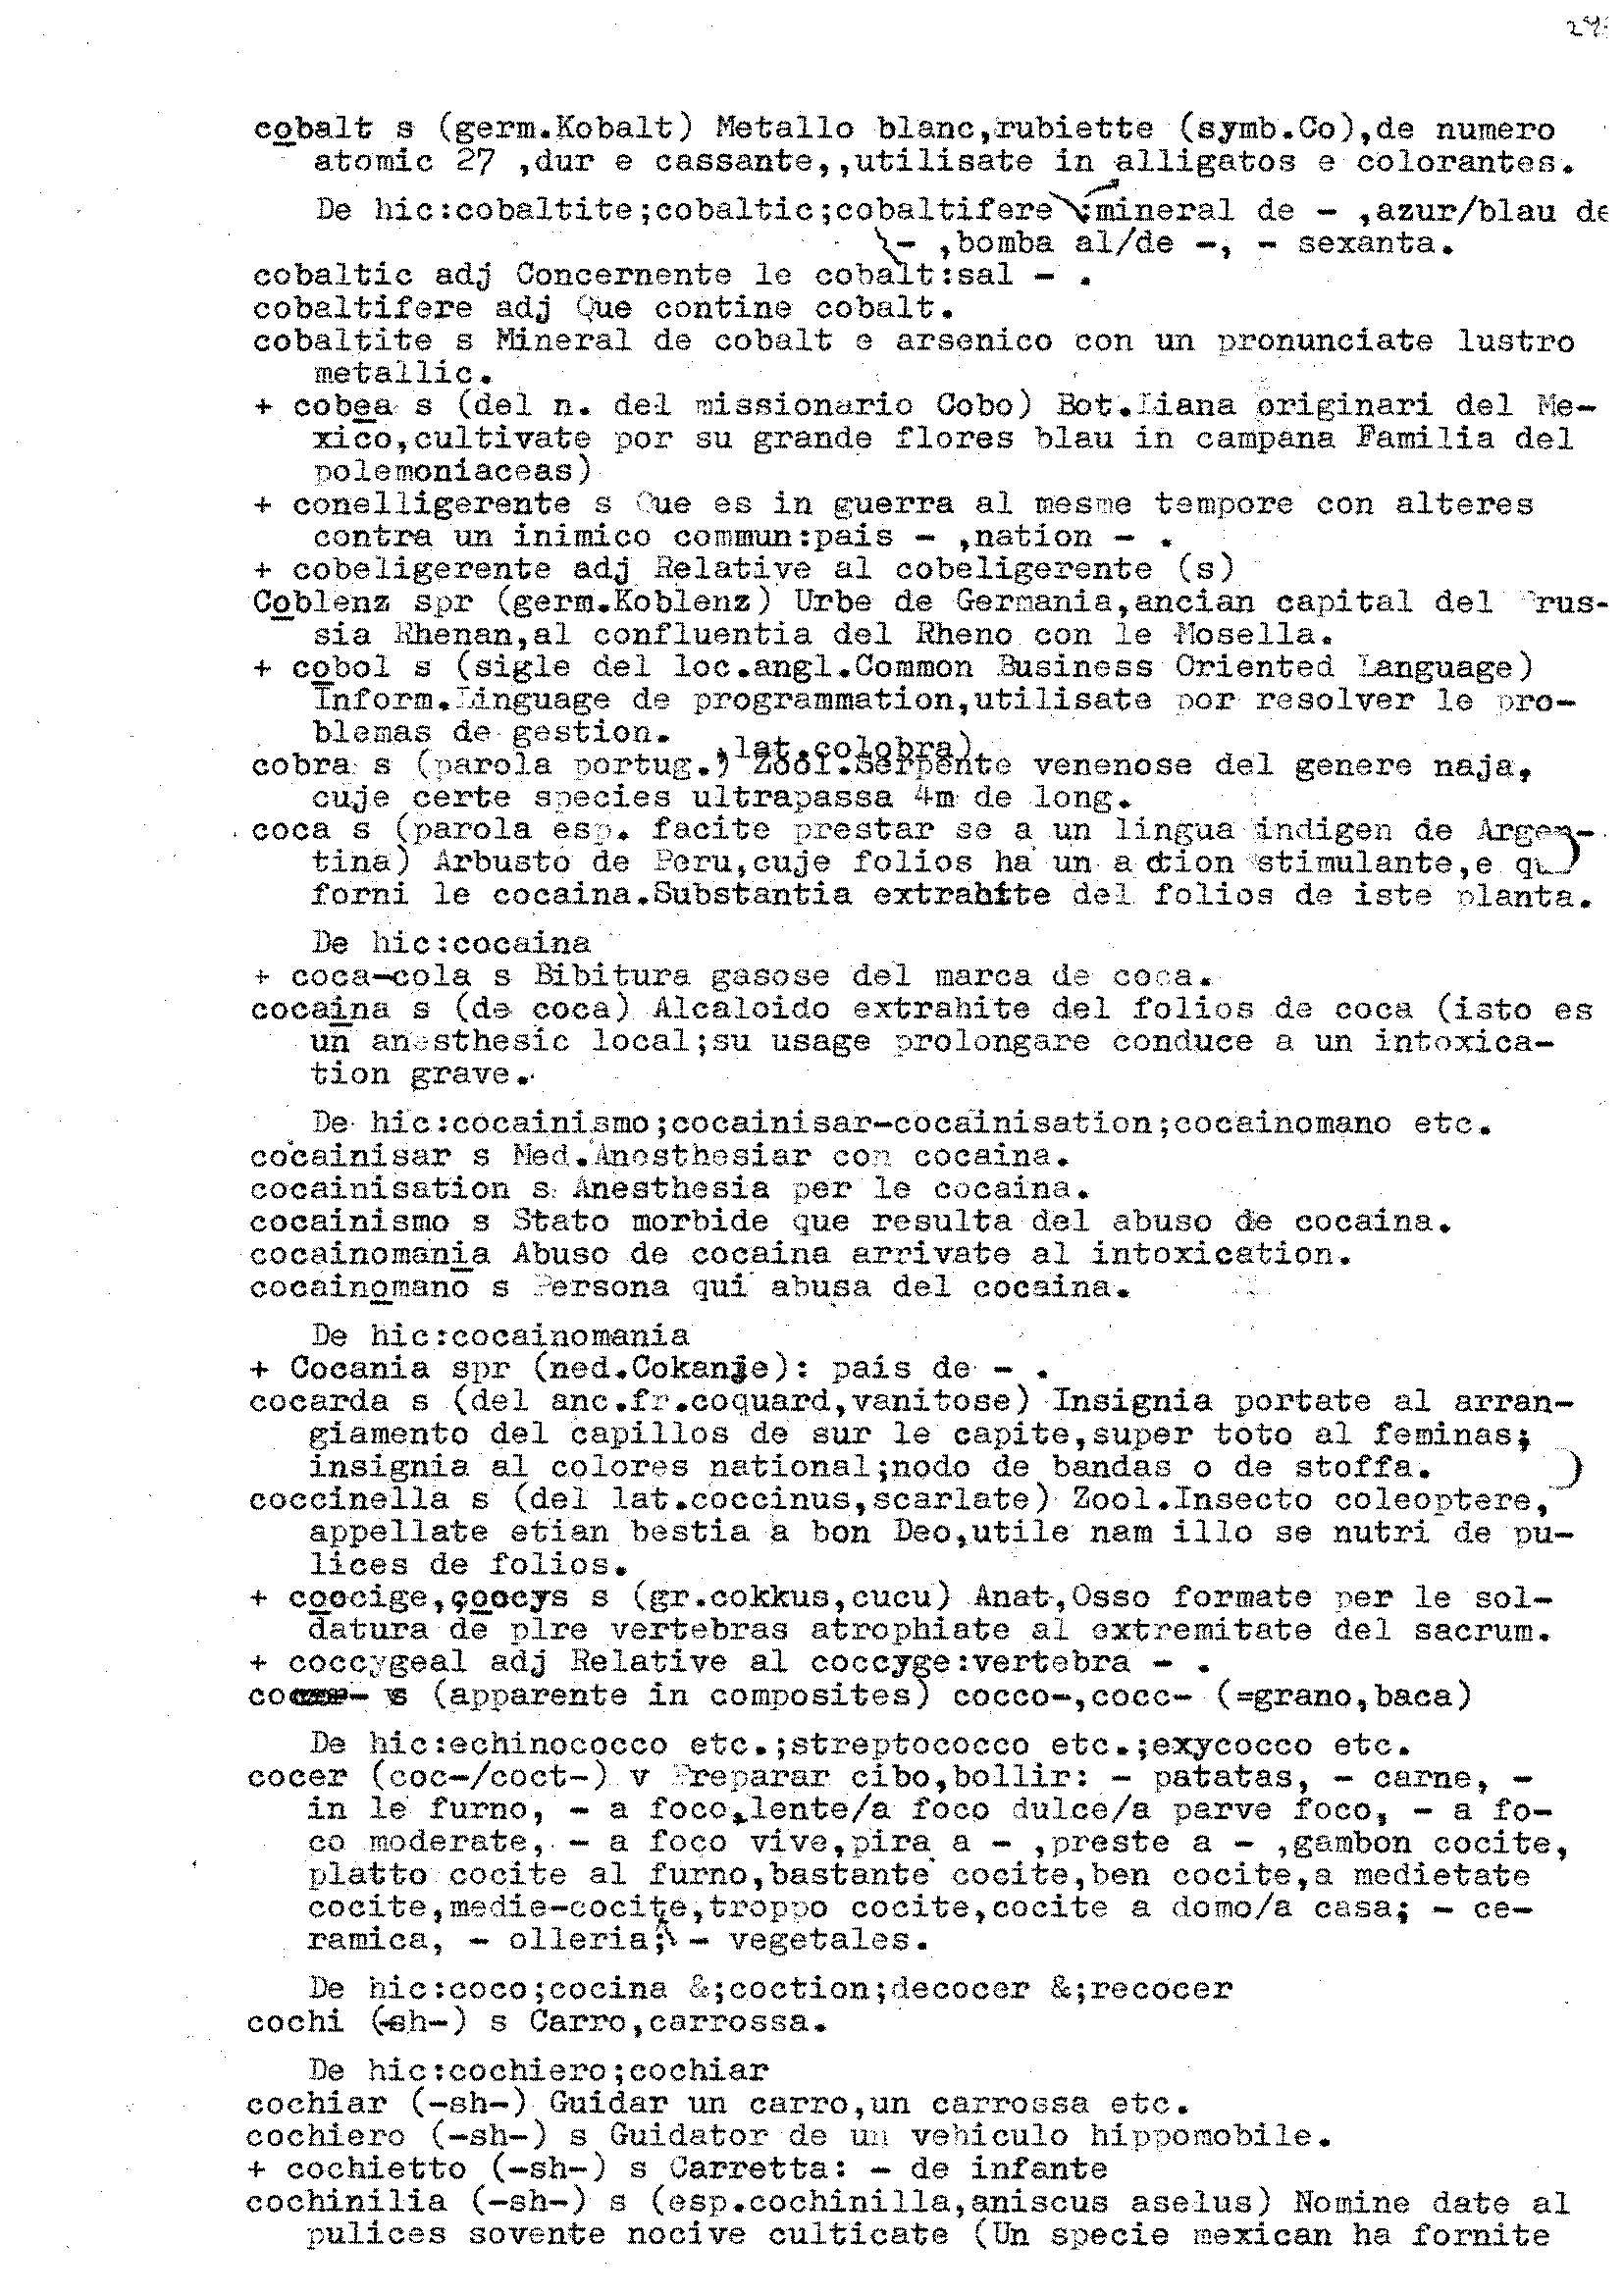 cobalt s (germ.Kobalt) Metallo blanc,rubiette (symb.Co),de numero
atomic 27 ,dur e cassante,,utilisate in alligatos e colorantes.
De hic:cobaltite;cobaltic;cobaltifere ;mineral de - ,azur/blau de
- ,bomba al/de -, - sexanta.
cobaltic adj Concernente le cobalt:sal - .
cobaltifere adj Que contine cobalt.
cobaltite s Mineral de cobalt e arsenico con un pronunciate lustro
metallic.
+ cobea s (del n. del missionario Cobo) Bot.Liana originari del Me-
xico,cultivate por su grande flores blau in campana Familia del
polemoniaceas)
+ conelligerente s Que es in guerra al mesme tempore con alteres
contra un inimico commun:pais - ,nation - .
+ cobeligerente adj Relative al cobeligerente (s)
Coblenz spr (germ.Koblenz) Urbe de Germania,ancian capital del Prus-
sia Rhenan,al confluentia del Rheno con le Mosella.
+ cobol s (sigle del loc.angl.Common Business Oriented Language)
Inform.Linguage de programmation,utilisate por resolver le pro-
blemas de gestion.
,lat.colobra)
cobra s (parola portug.) Zool.Serpente venenose del genere naja,
cuje certe species ultrapassa 4m de long.
coca s (parola esp. facite prestar se a un lingua indigen de Argen-
tina) Arbusto de Peru,cuje folios ha un action stimulante,e qui
forni le cocaina.Substantia extrahite del folios de iste planta.
De hic:cocaina
+ coca-cola s Bibitura gasose del marca de coca.
cocaina s (de coca) Alcaloido extrahite del folios de coca (isto es
un anesthesic local;su usage prolongare conduce a un intoxica-
tion grave.
De hic:cocainismo;cocainisar-cocainisation;cocainomano etc.
cocainisar s Med.Anesthesiar con cocaina.
cocainisation s Anesthesia per le cocaina.
cocainismo s Stato morbide que resulta del abuso de cocaina.
cocainomania Abuso de cocaina arrivate al intoxication.
cocainomano s Persona qui abusa del cocaina.
De hic:cocainomania
+ Cocania spr (ned.Cokanje): pais de - .
cocarda s (del anc.fr.coquard,vanitose) Insignia portate al arran-
giamento del capillos de sur le capite,super toto al feminas;
insignia al colores national;nodo de bandas o de stoffa.
coccinella s (del lat.coccinus,scarlate) Zool.Insecto coleoptere,
appellate etian bestia a bon Deo,utile nam illo se nutri de pu-
lices de folios.
+ coccige,coccys s (gr.cokkus,cucu) Anat,Osso formate per le sol-
datura de plre vertebras atrophiate al extremitate del sacrum.
+ coccygeal adj Relative al coccyge:vertebra - .
s (apparente in composites) cocco-,cocc- (=grano,baca)
De hic:echinococco etc.;streptococco etc.;exycocco etc.
cocer (coc-/coct-) v Preparar cibo,bollir: - patatas, - carne, -
in le furno, - a foco lente/a foco dulce/a parve foco, - a fo-
co moderate, - a foco vive,pira a - ,preste a - ,gambon cocite,
platto cocite al furno,bastante cocite,ben cocite,a medietate
cocite,medie-cocite,troppo cocite,cocite a domo/a casa; - ce-
ramica, - olleria; - vegetales.
De hic:coco;cocina &;coction;decocer &;recocer
cochi (-sh-) s Carro,carrossa.
De hic:cochiero;cochiar
cochiar (-sh-) Guidar un carro,un carrossa etc.
cochiero (-sh-) s Guidator de un vehiculo hippomobile.
+ cochietto (-sh-) s Carretta: - de infante
cochinilia (-sh-) s (esp.cochinilla,aniscus aselus) Nomine date al
pulices sovente nocive culticate (Un specie mexican ha fornite